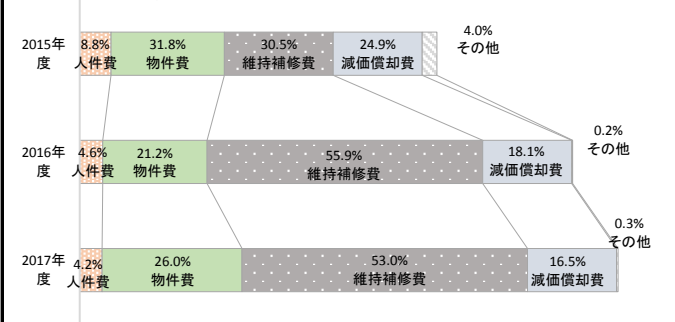 2015年
度
8.8%
人件費
31.8%
物件費
30.5%
維持補修費
24.9%
減価償却費
4.0%
その他
2016年
度
4.6%
人件費
21.2%
物件費
55.9%
維持補修費
18.1%
減価償却費
0.2%
その他
2017年
度
4.2%
人件費
26.0%
物件費
53.0%
維持補修費
16.5%
減価償却費
0.3%
その他